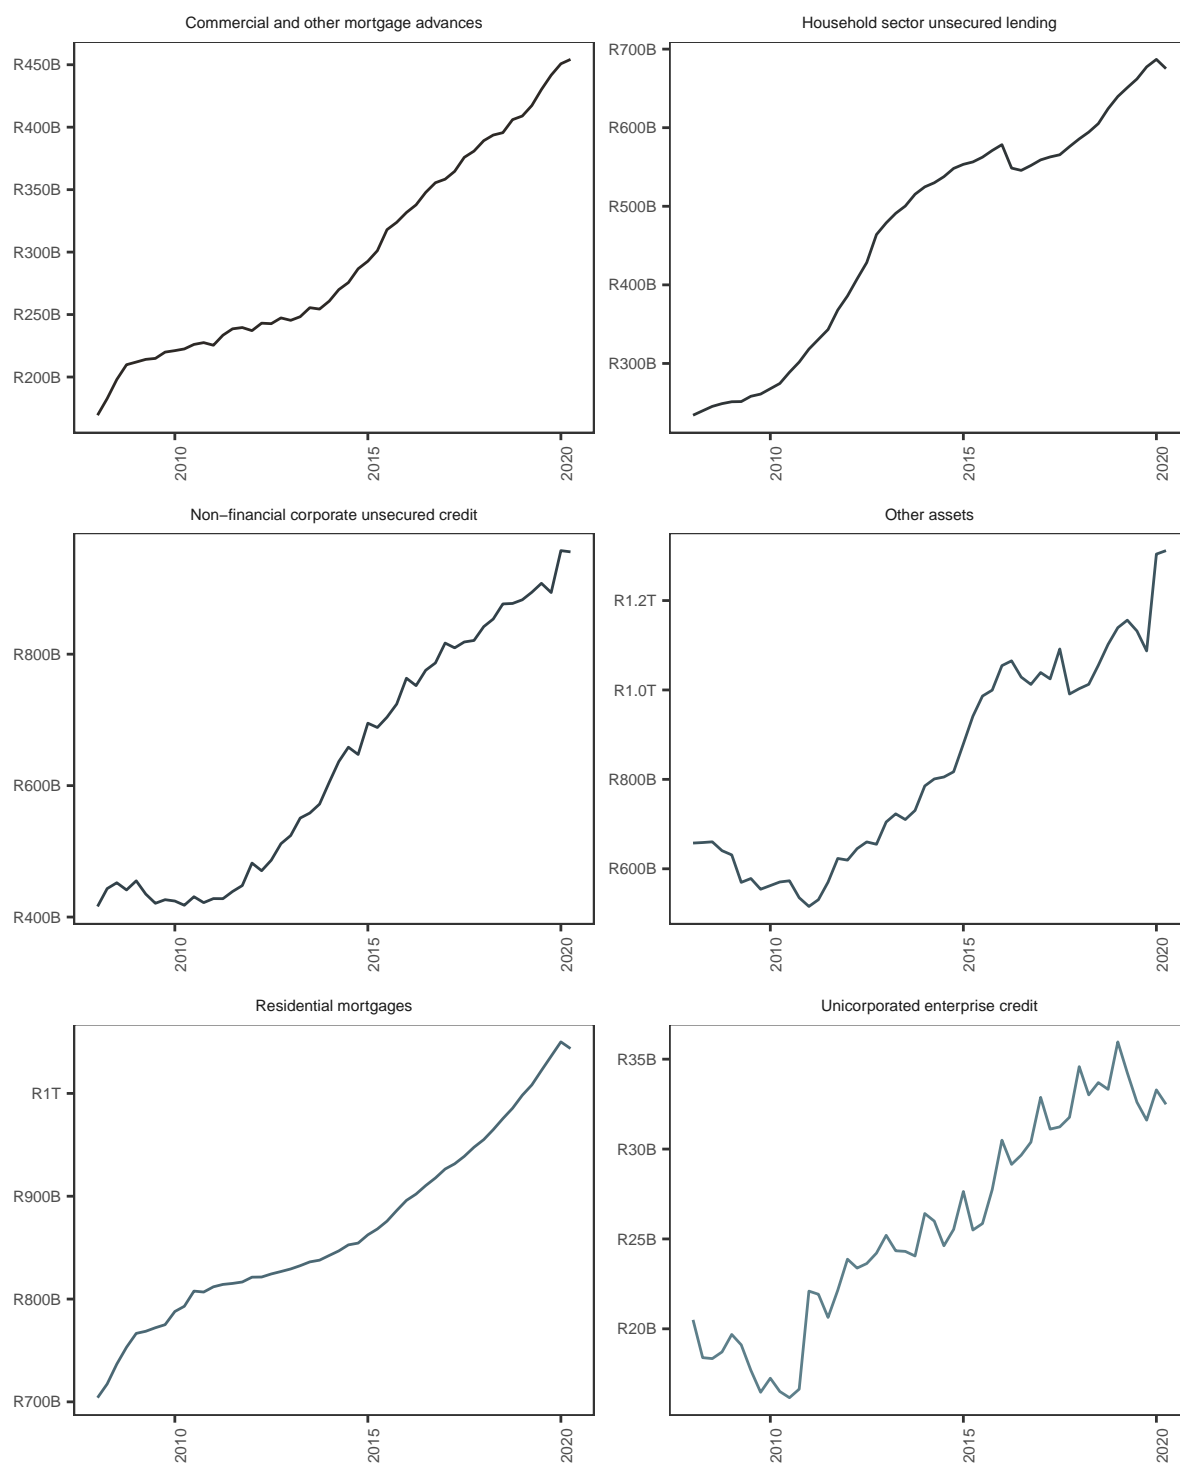 Commercial and other mortgage advances
R450B
R400B
R350B
R300B
R250B
R200B
2010
2015
2020
Household sector unsecured lending
R700B
R600B
R500B
R400B
R300B
2010
2015
2020
Non−financial corporate unsecured credit
R800B
R600B
R400B
2010
2015
2020
Other assets
R1.2T
R1.0T
R800B
R600B
2010
2015
2020
Residential mortgages
R1T
R900B
R800B
R700B
2010
2015
2020
Unicorporated enterprise credit
R35B
R30B
R25B
R20B
2010
2015
2020